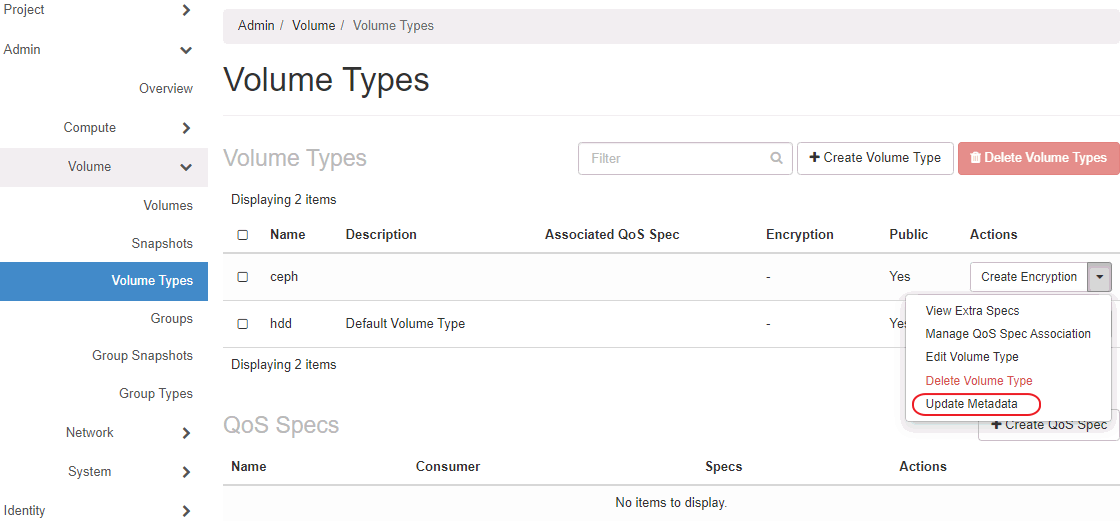 Project
Admin
Overview
Compute
Volume
Volumes
Snapshots
Volume Types
Groups
Group Snapshots
Group Types
Network
System
Identity
Admin / Volume / Volume Types
Volume Types
Volume Types
Filter
Create Volume Type
Delete Volume Types
Displaying 2 items
Name Description Associated QoS Spec Encryption Public Actions
ceph - Yes Create Encryption
hdd Default Volume Type - Yes
View Extra Specs
Manage QoS Spec Association
Edit Volume Type
Delete Volume Type
Update Metadata
Displaying 2 items
QoS Specs
Create QoS Spec
Name Consumer Specs Actions
No items to display.